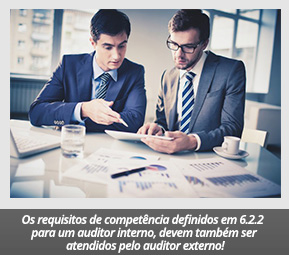 Os requisitos de competência definidos em 6.2.2
para um auditor interno, devem também ser
atendidos pelo auditor externo!